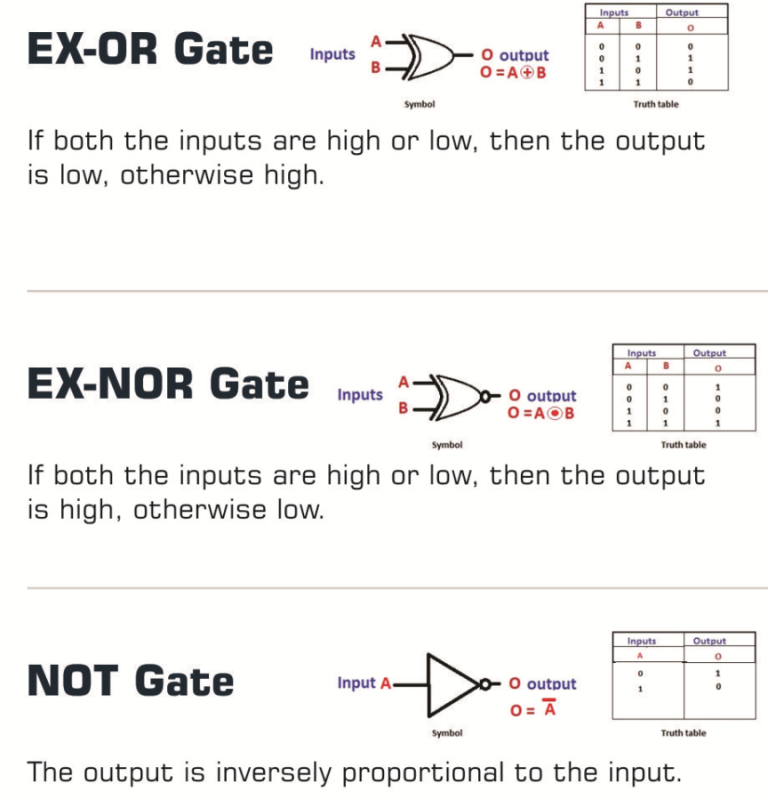 EX-OR Gate
Inputs
A
B
O output
O = A⊕B
Symbol
Inputs Output
A B O
0 0 0
0 1 1
1 0 1
1 1 0
Truth table
If both the inputs are high or low, then the output
is low, otherwise high.
EX-NOR Gate
Inputs
A
B
O output
O = A⊙B
Symbol
Inputs Output
A B O
0 0 1
0 1 0
1 0 0
1 1 1
Truth table
If both the inputs are high or low, then the output
is high, otherwise low.
NOT Gate
Input A
O output
O = A̅
Symbol
Inputs Output
A O
0 1
1 0
Truth table
The output is inversely proportional to the input.